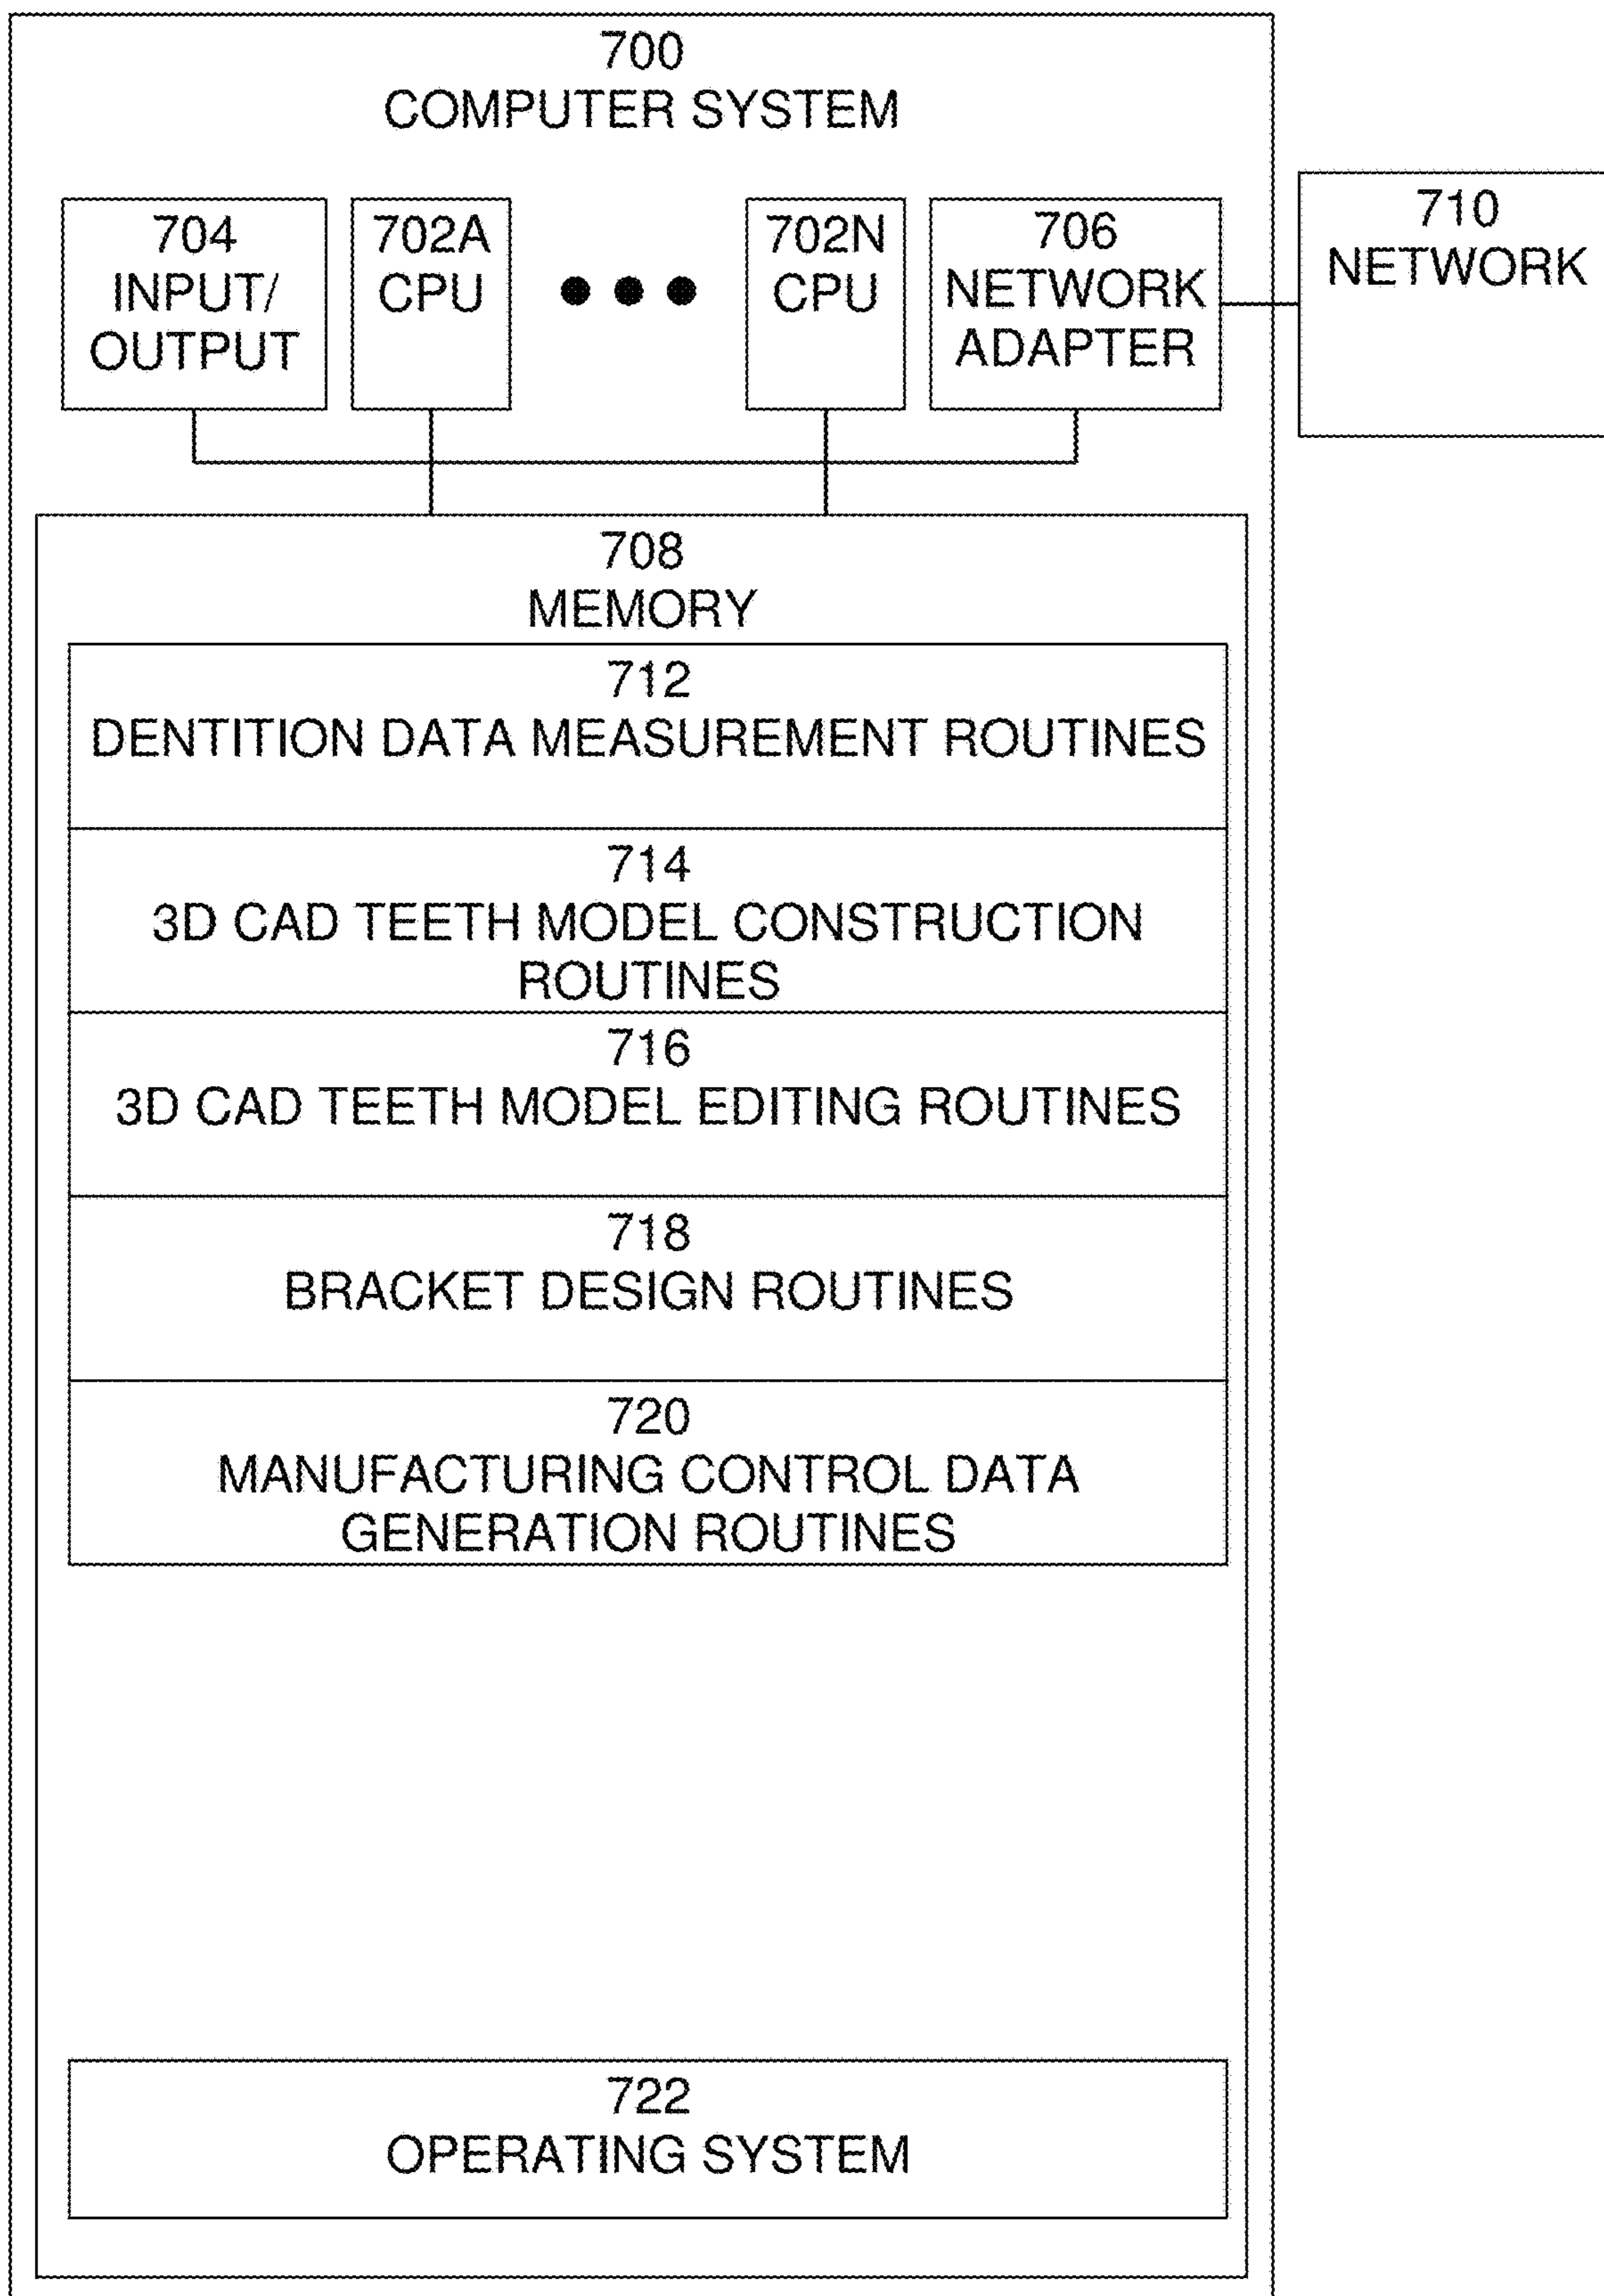 700
COMPUTER SYSTEM
704
INPUT/
OUTPUT
702A
CPU
702N
CPU
706
NETWORK
ADAPTER
710
NETWORK
708
MEMORY
712
DENTITION DATA MEASUREMENT ROUTINES
714
3D CAD TEETH MODEL CONSTRUCTION
ROUTINES
716
3D CAD TEETH MODEL EDITING ROUTINES
718
BRACKET DESIGN ROUTINES
720
MANUFACTURING CONTROL DATA
GENERATION ROUTINES
722
OPERATING SYSTEM